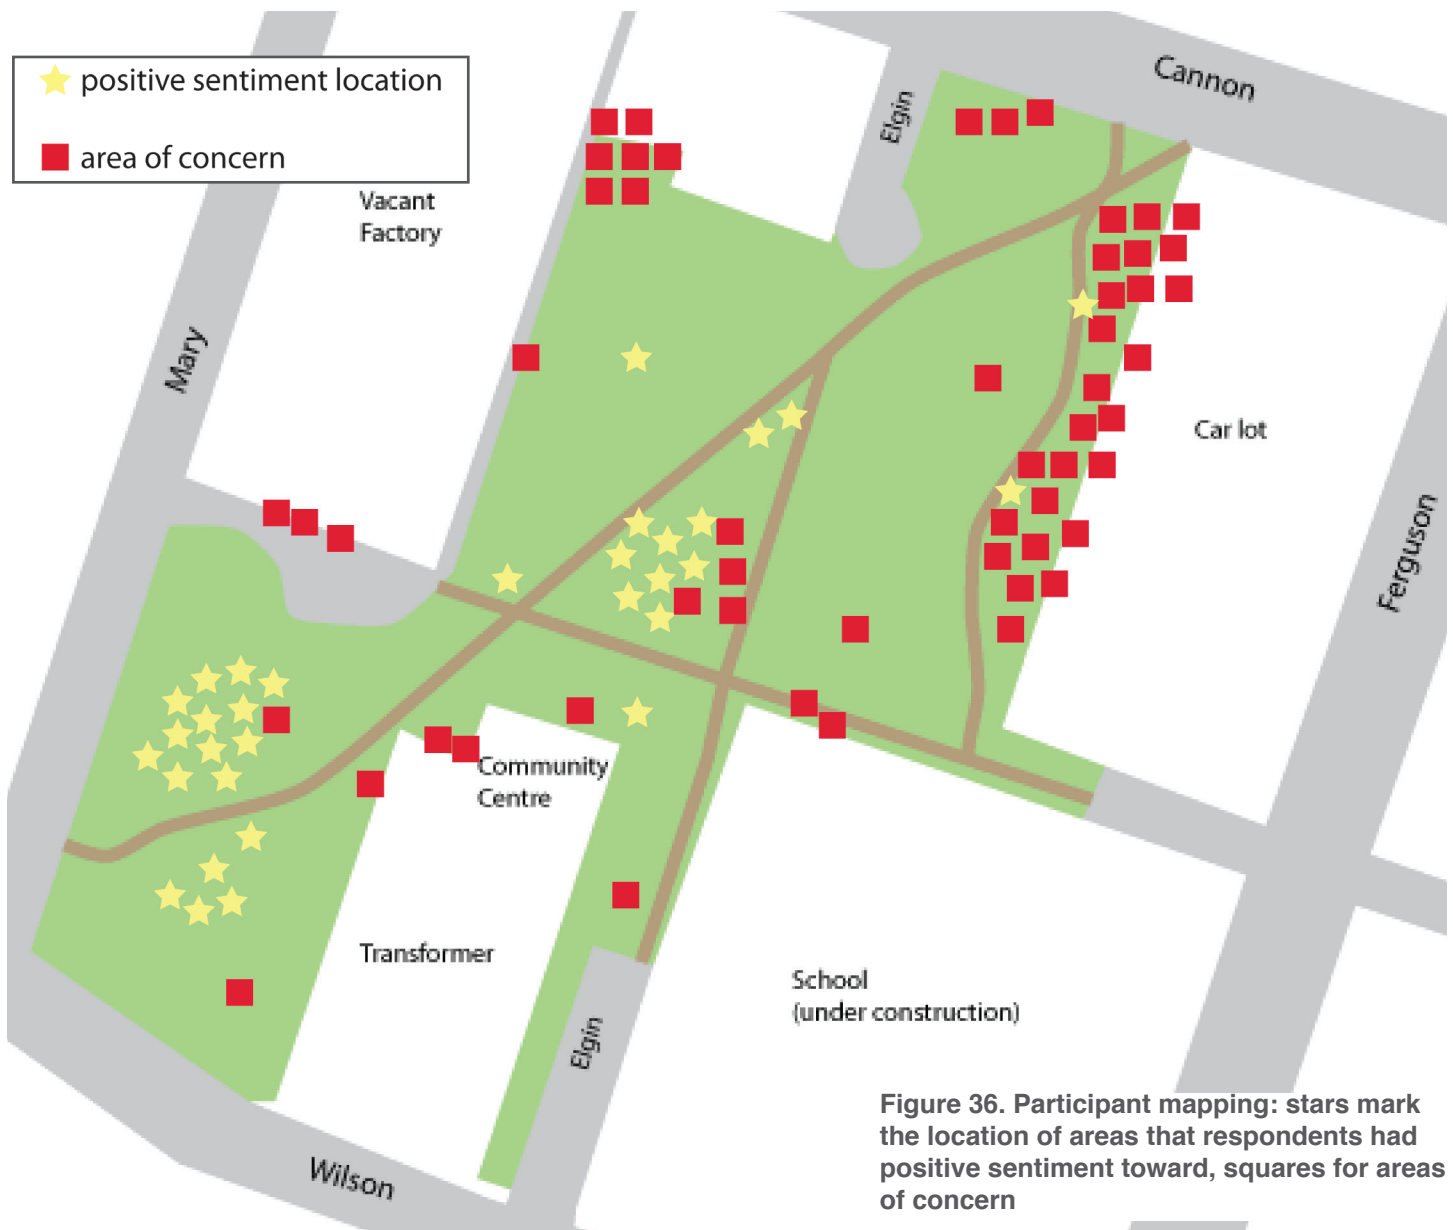 positive sentiment location
area of concern
Cannon
Elgin
Vacant
Factory
Mary
Car lot
Ferguson
Community
Centre
Transformer
School
(under construction)
Elgin
Wilson
Figure 36. Participant mapping: stars mark
the location of areas that respondents had
positive sentiment toward, squares for areas
of concern